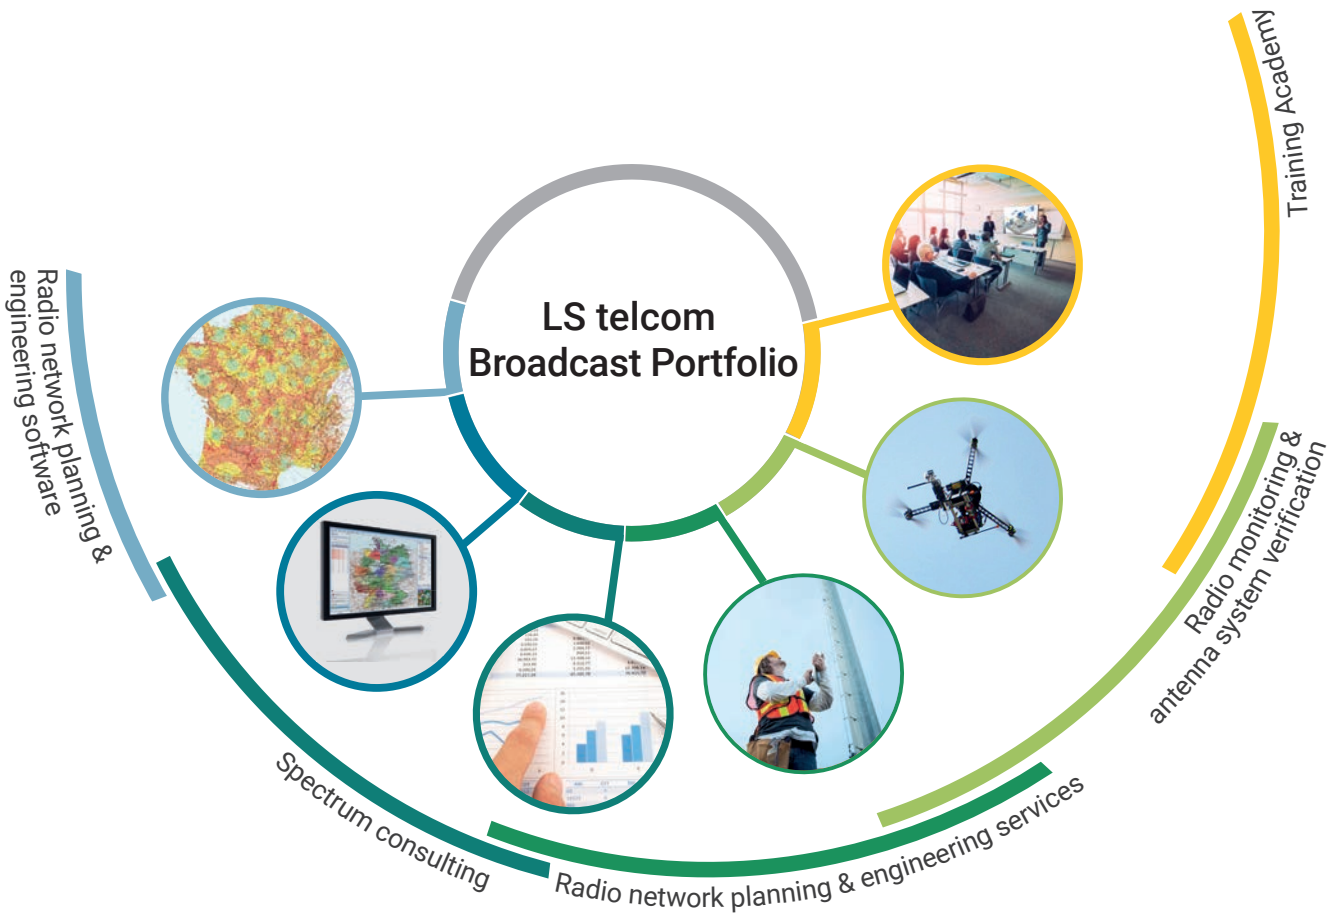 LS telcom
Broadcast Portfolio
Radio network planning &
engineering software
Spectrum consulting
Radio network planning & engineering services
Radio monitoring &
antenna system verification
Training Academy